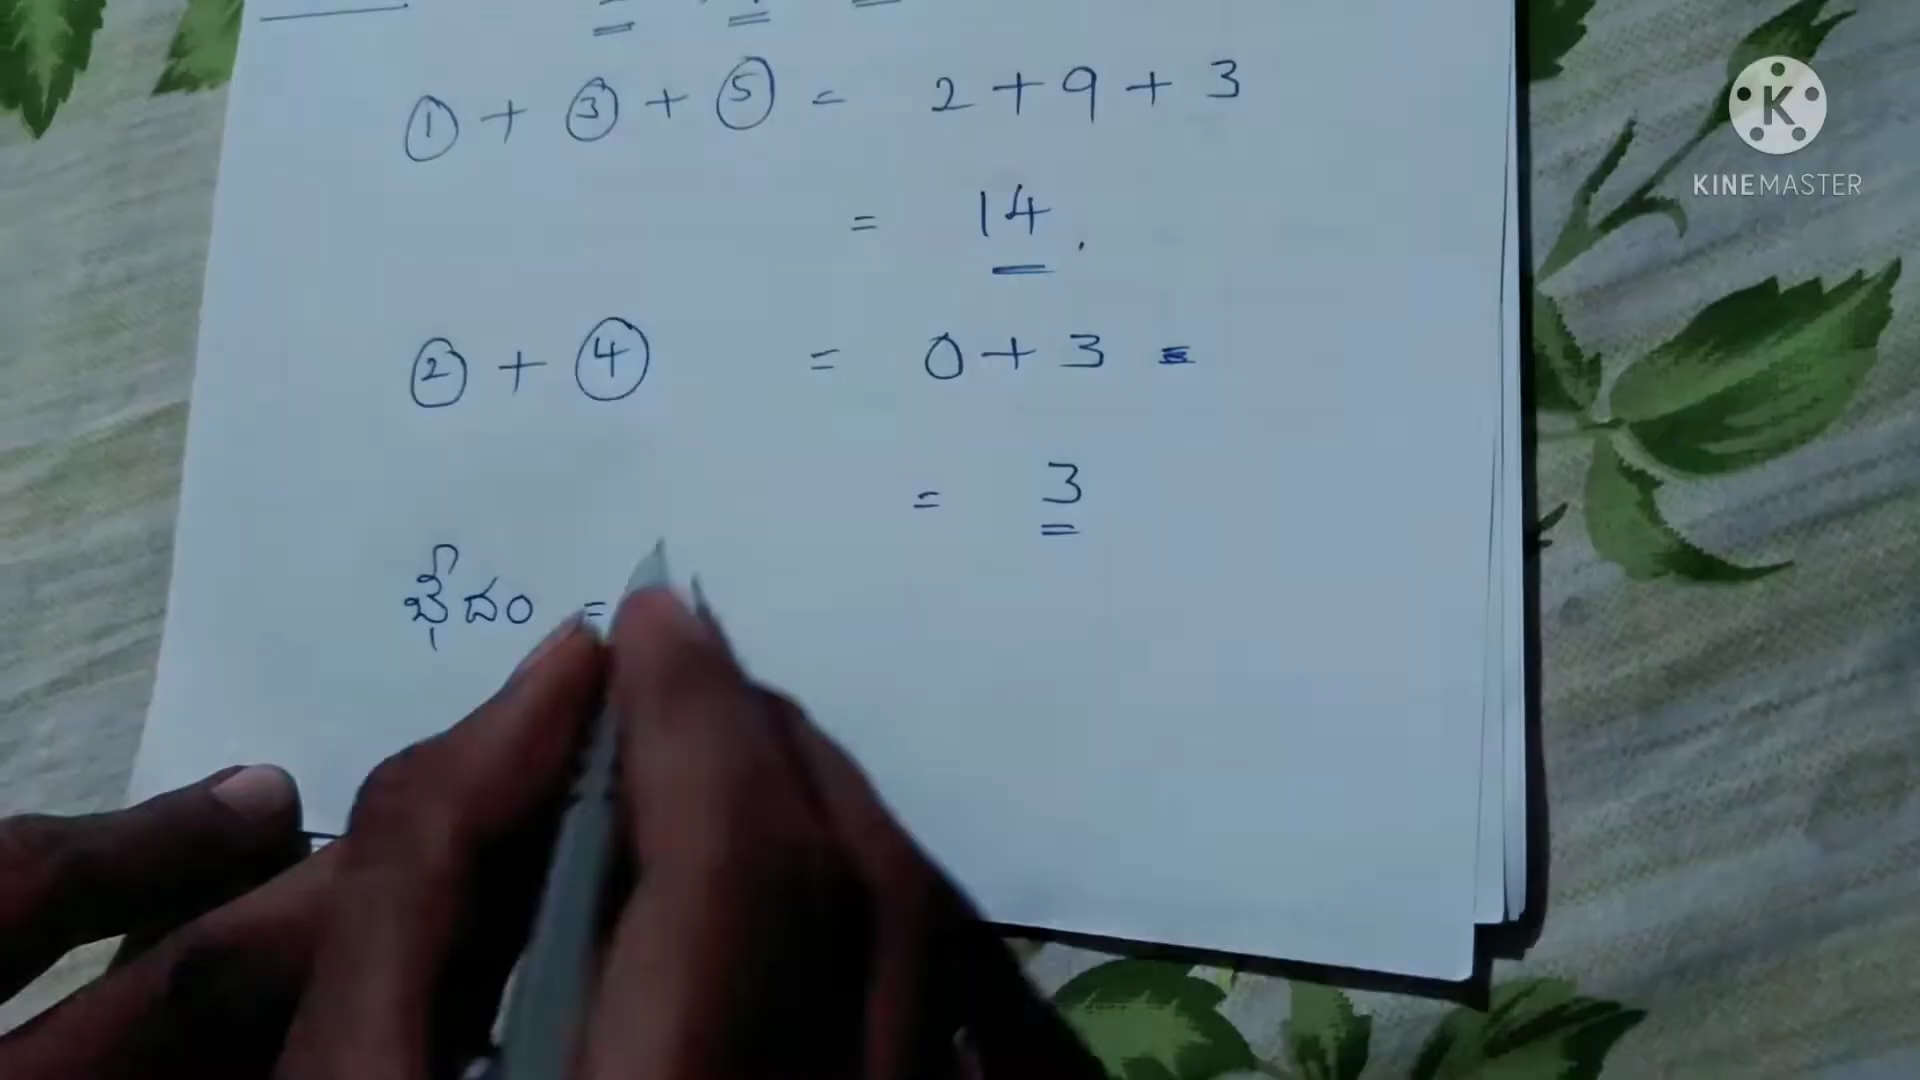 ① + ③ + ⑤ = 2 + 9 + 3
= 14.
② + ④ = 0 + 3 =
= 3
భేదం =
KINEMASTER